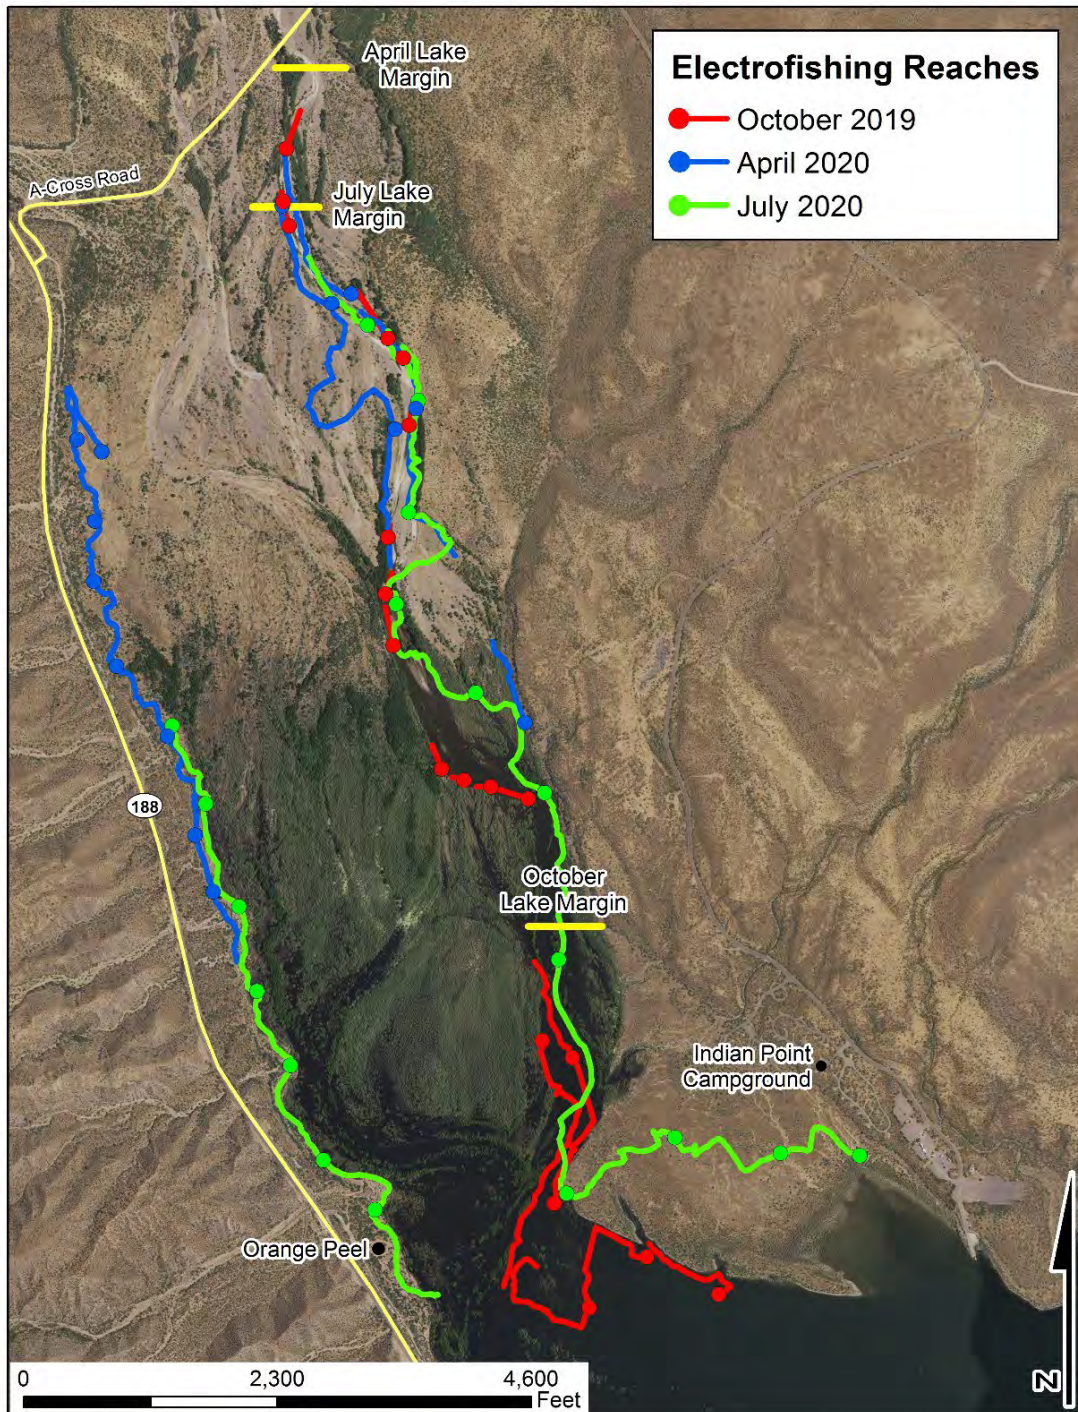 April Lake
Margin
Electrofishing Reaches
October 2019
April 2020
July 2020
A-Cross Road
July Lake
Margin
188
October
Lake Margin
Indian Point
Campground
Orange Peel
0
2,300
4,600
Feet
N